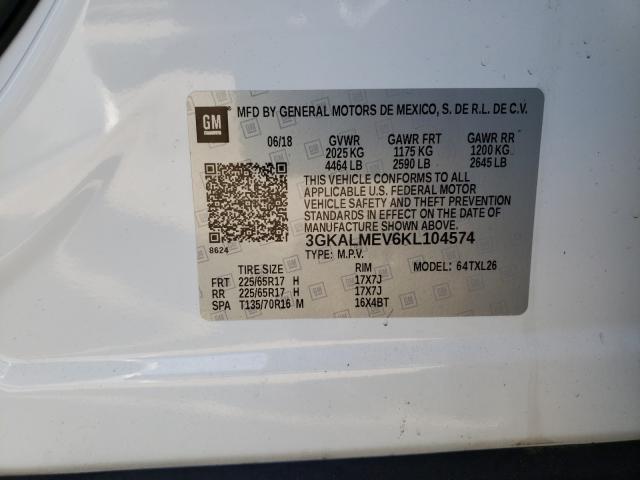 GM
MFD BY GENERAL MOTORS DE MEXICO, S. DE R.L. DE C.V.
06/18 GVWR GAWR FRT GAWR RR
2025 KG 1175 KG 1200 KG
4464 LB 2590 LB 2645 LB
THIS VEHICLE CONFORMS TO ALL
APPLICABLE U.S. FEDERAL MOTOR
VEHICLE SAFETY AND THEFT PREVENTION
STANDARDS IN EFFECT ON THE DATE OF
MANUFACTURE SHOWN ABOVE.
8624
3GKALMEV6KL104574
TYPE: M.P.V. MODEL: 64TXL26
TIRE SIZE RIM
FRT 225/65R17 H 17X7J
RR 225/65R17 H 17X7J
SPA T135/70R16 M 16X4BT